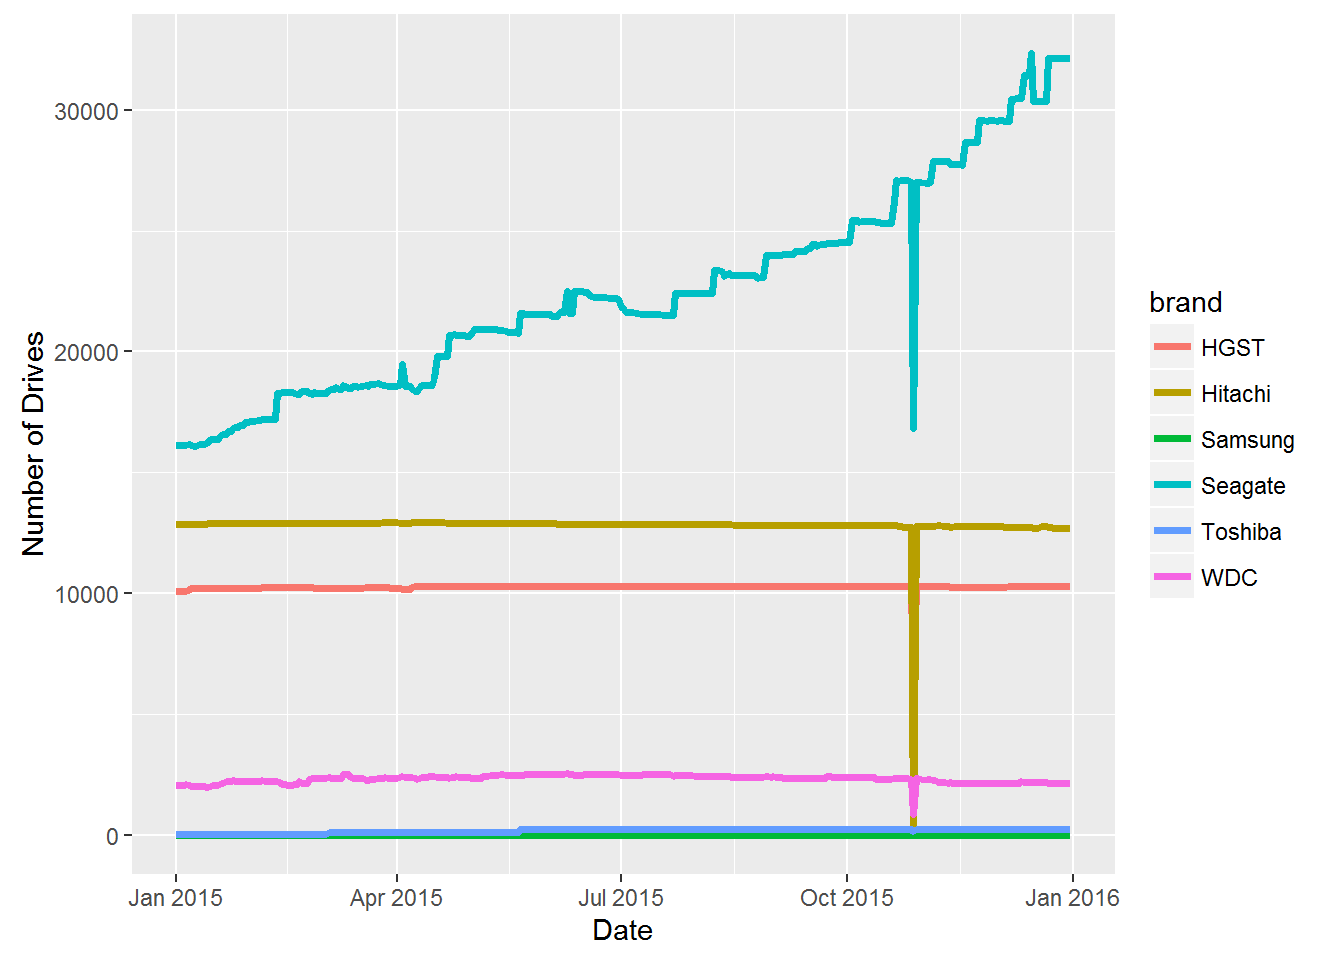 30000
20000
10000
0
Number of Drives
Jan 2015
Apr 2015
Jul 2015
Oct 2015
Jan 2016
Date
brand
HGST
Hitachi
Samsung
Seagate
Toshiba
WDC